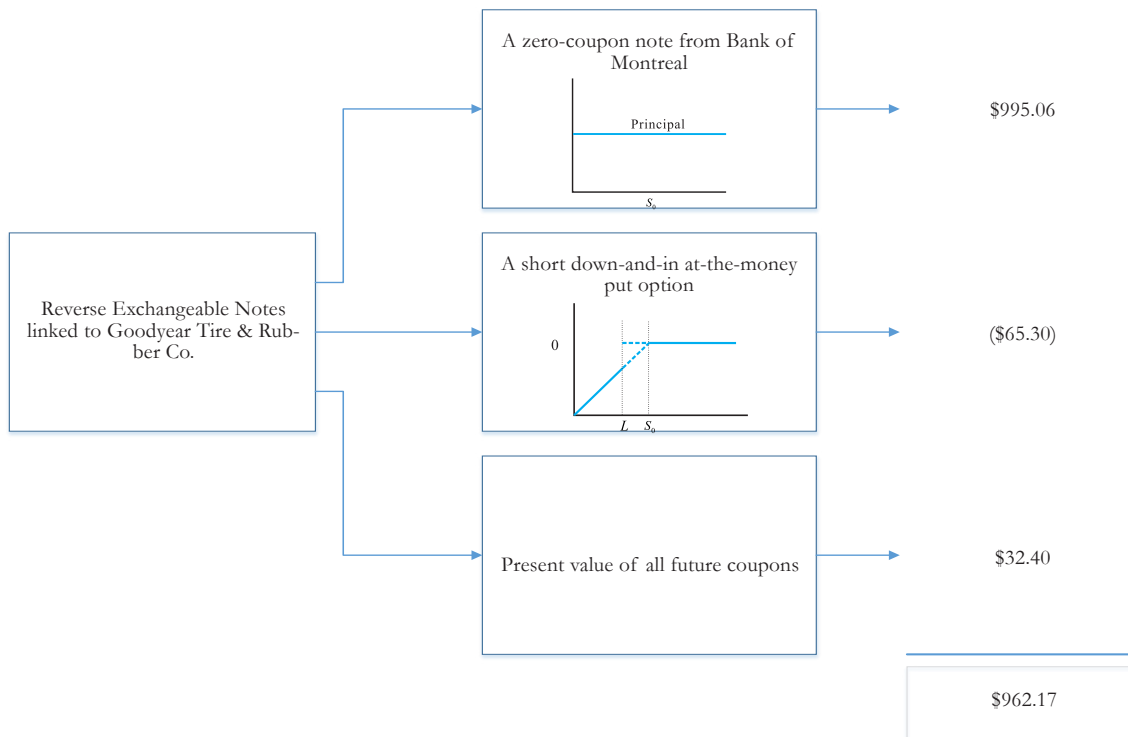 A zero-coupon note from Bank of
Montreal
Principal
S₀
$995.06
Reverse Exchangeable Notes
linked to Goodyear Tire & Rub-
ber Co.
A short down-and-in at-the-money
put option
0
L S₀
($65.30)
Present value of all future coupons
$32.40
$962.17